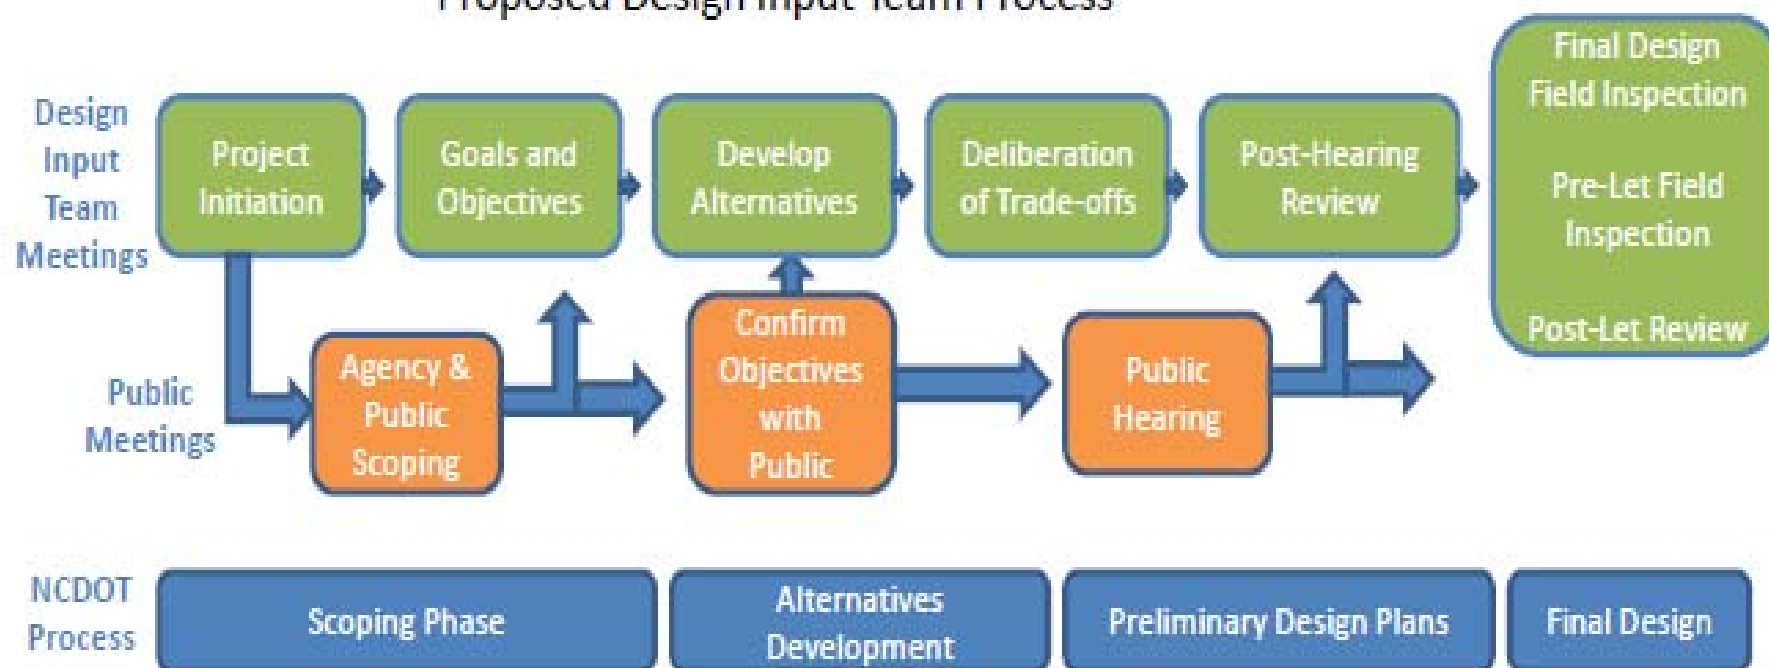 Proposed Design Input Team Process
Design
Input
Team
Meetings
Project
Initiation
Goals and
Objectives
Develop
Alternatives
Deliberation
of Trade-offs
Post-Hearing
Review
Final Design
Field Inspection
Pre-Let Field
Inspection
Post-Let Review
Public
Meetings
Agency &
Public
Scoping
Confirm
Objectives
with
Public
Public
Hearing
NCDOT
Process
Scoping Phase
Alternatives
Development
Preliminary Design Plans
Final Design